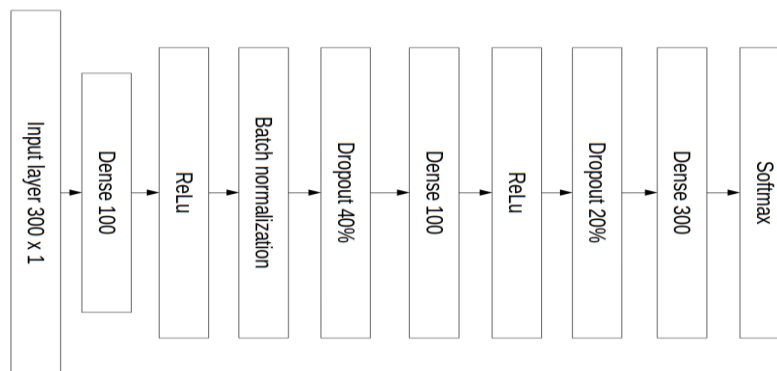 Input layer 300 x 1
Dense 100
ReLu
Batch normalization
Dropout 40%
Dense 100
ReLu
Dropout 20%
Dense 300
Softmax